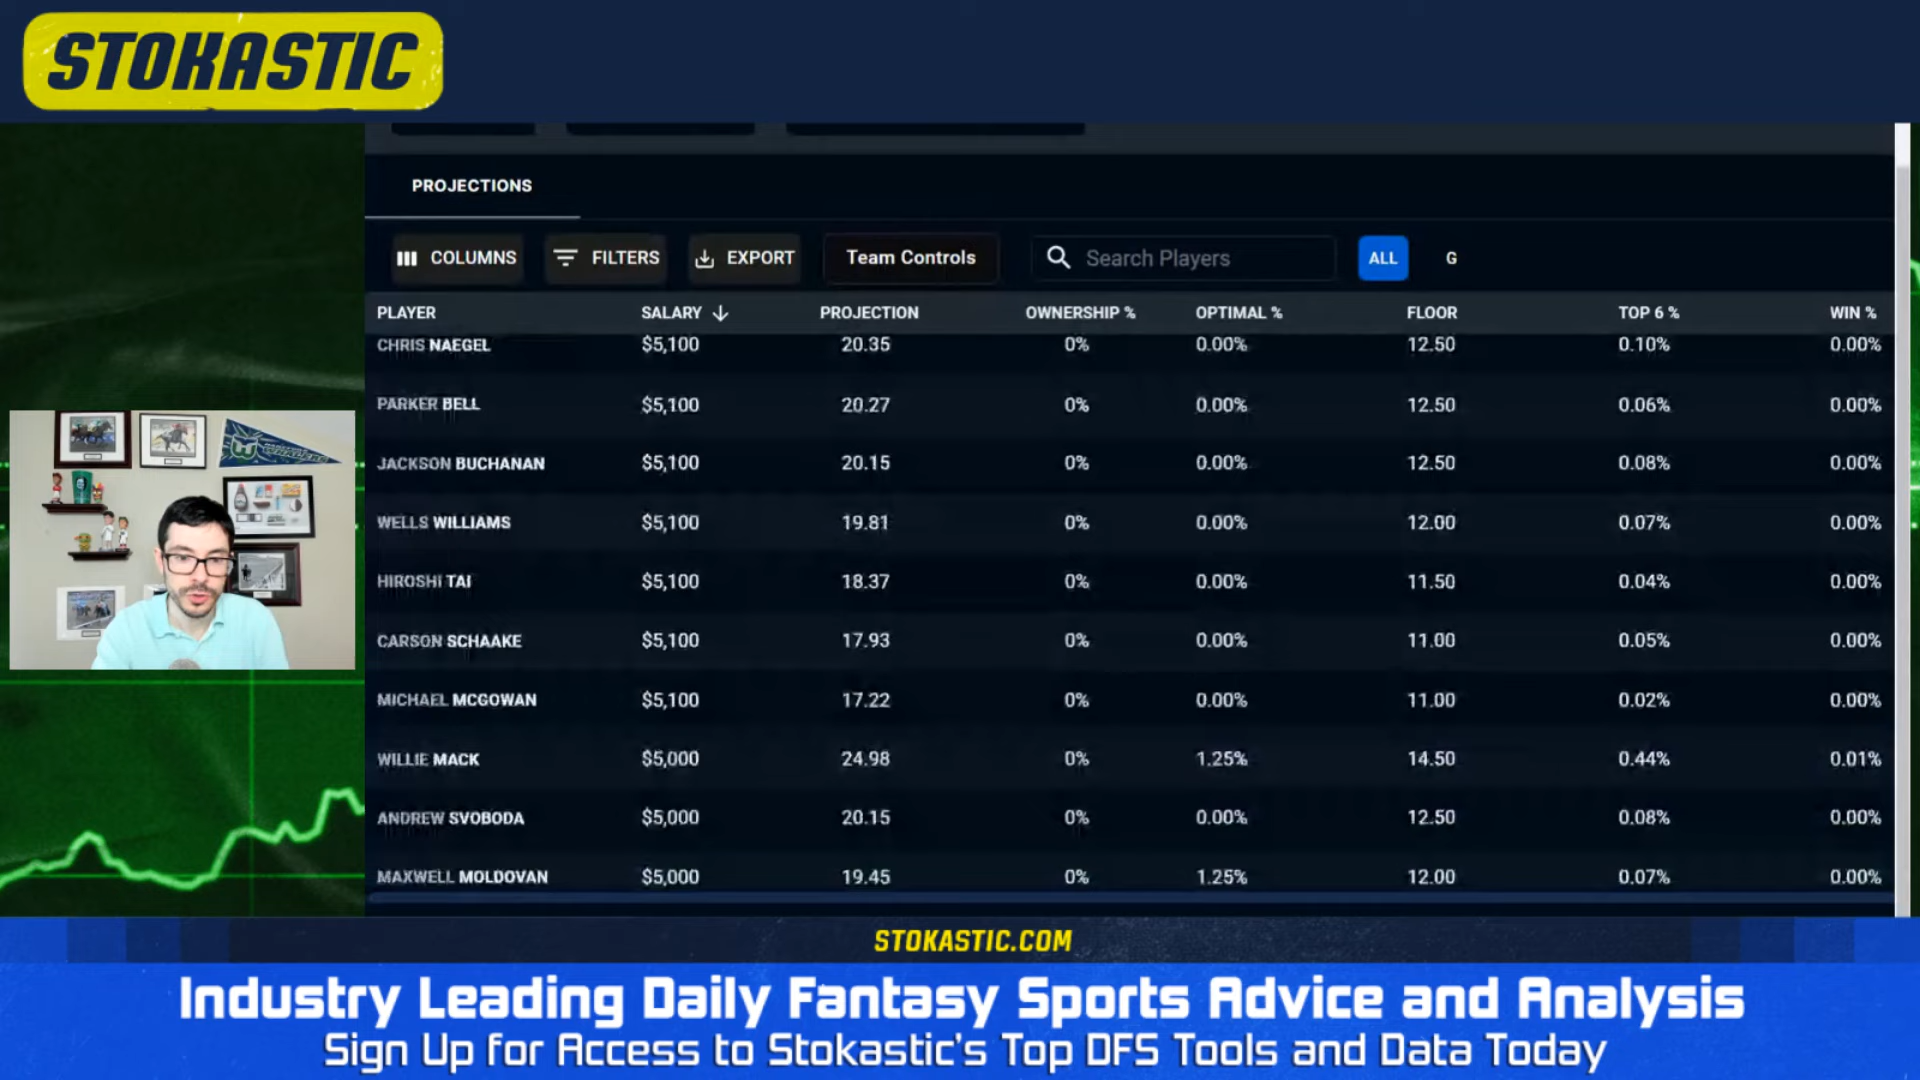 STOKASTIC
PROJECTIONS
COLUMNS FILTERS EXPORT Team Controls Search Players ALL G
PLAYER SALARY PROJECTION OWNERSHIP % OPTIMAL % FLOOR TOP 6 % WIN %
CHRIS NAEGEL $5,100 20.35 0% 0.00% 12.50 0.10% 0.00%
PARKER BELL $5,100 20.27 0% 0.00% 12.50 0.06% 0.00%
JACKSON BUCHANAN $5,100 20.15 0% 0.00% 12.50 0.08% 0.00%
WELLS WILLIAMS $5,100 19.81 0% 0.00% 12.00 0.07% 0.00%
HIROSHI TAI $5,100 18.37 0% 0.00% 11.50 0.04% 0.00%
CARSON SCHAAKE $5,100 17.93 0% 0.00% 11.00 0.05% 0.00%
MICHAEL MCGOWAN $5,100 17.22 0% 0.00% 11.00 0.02% 0.00%
WILLIE MACK $5,000 24.98 0% 1.25% 14.50 0.44% 0.01%
ANDREW SVOBODA $5,000 20.15 0% 0.00% 12.50 0.08% 0.00%
MAXWELL MOLDOVAN $5,000 19.45 0% 1.25% 12.00 0.07% 0.00%
STOKASTIC.COM
Industry Leading Daily Fantasy Sports Advice and Analysis
Sign Up for Access to Stokastic's Top DFS Tools and Data Today